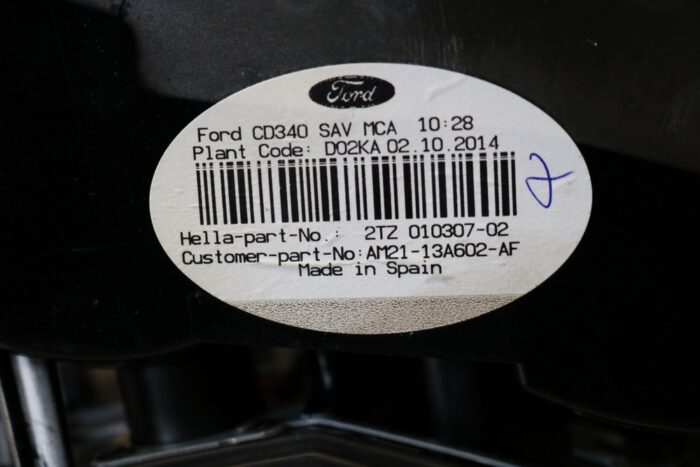 Ford
Ford CD340 SAV MCA 10:28
Plant Code: D02KA 02.10.2014
Hella-part-No.: 2TZ 010307-02
Customer-part-No:AM21-13A602-AF
Made in Spain